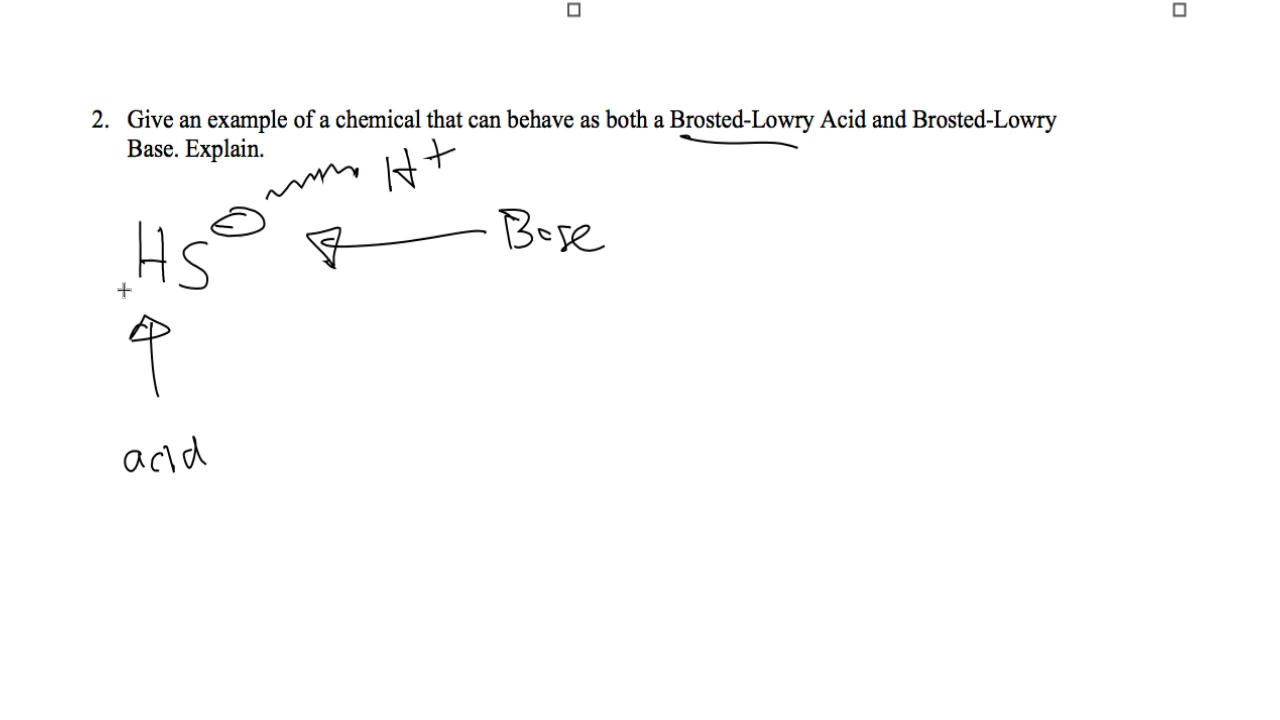 2. Give an example of a chemical that can behave as both a Brosted-Lowry Acid and Brosted-Lowry
Base. Explain.
H+
HS⊖
Base
acid